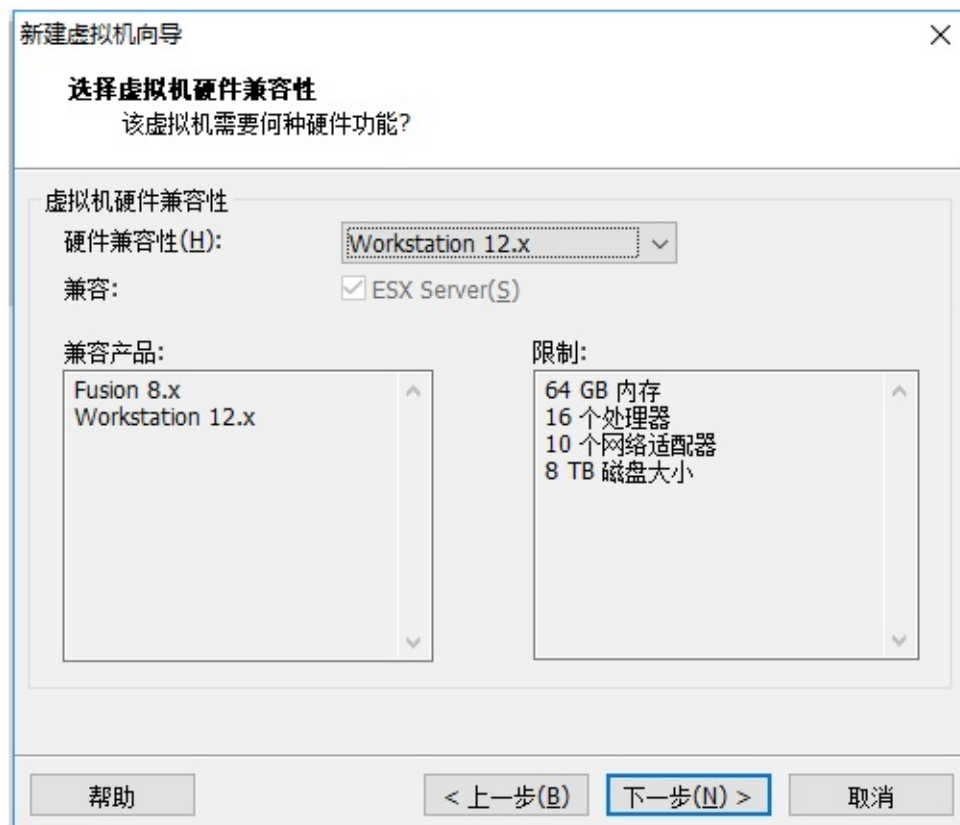 新建虚拟机向导
选择虚拟机硬件兼容性
该虚拟机需要何种硬件功能?
虚拟机硬件兼容性
硬件兼容性(H): Workstation 12.x
兼容: ESX Server(S)
兼容产品:
Fusion 8.x
Workstation 12.x
限制:
64 GB 内存
16 个处理器
10 个网络适配器
8 TB 磁盘大小
帮助 < 上一步(B) 下一步(N) > 取消